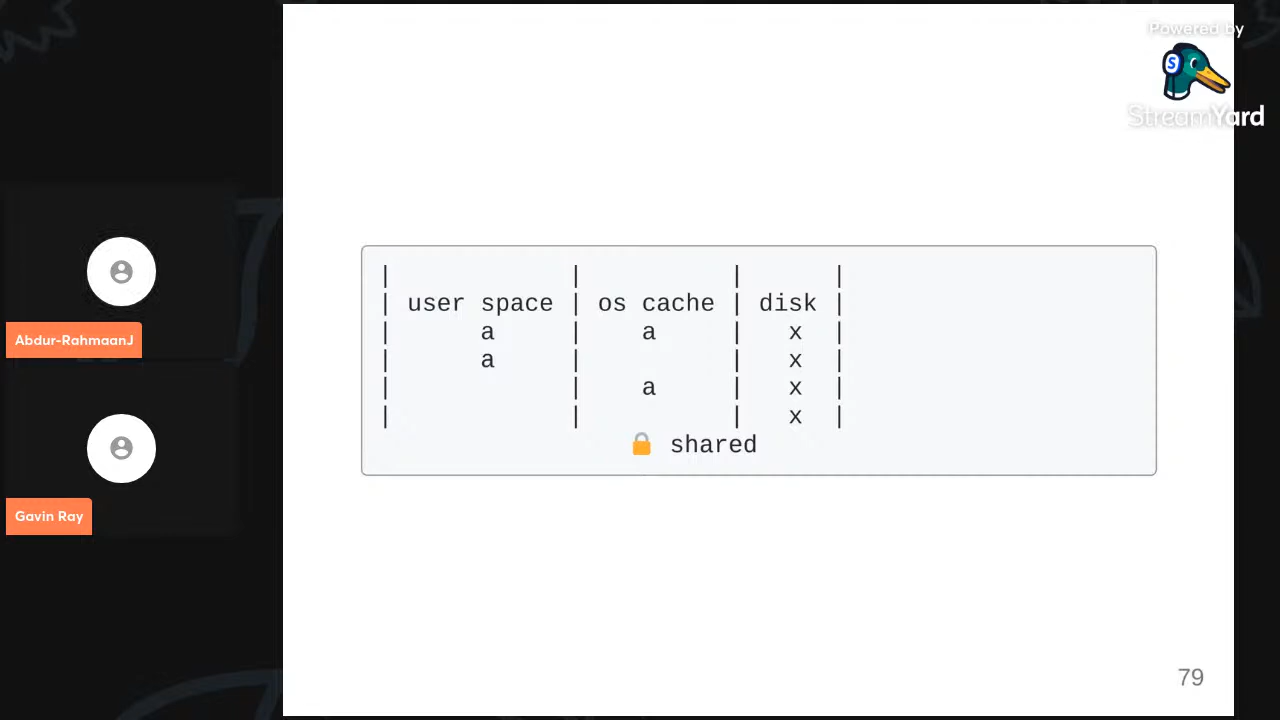 Powered by
StreamYard
| | | |
| user space | os cache | disk |
| a | a | x |
| a | | x |
| | a | x |
| | | x |
🔒 shared
Abdur-RahmaanJ
Gavin Ray
79